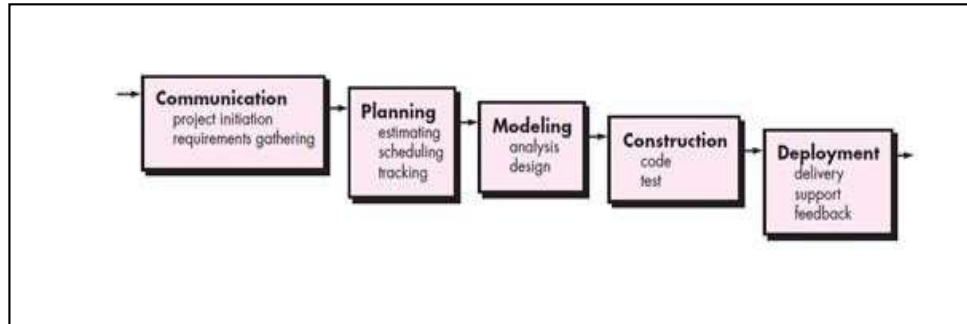 Communication
project initiation
requirements gathering
Planning
estimating
scheduling
tracking
Modeling
analysis
design
Construction
code
test
Deployment
delivery
support
feedback